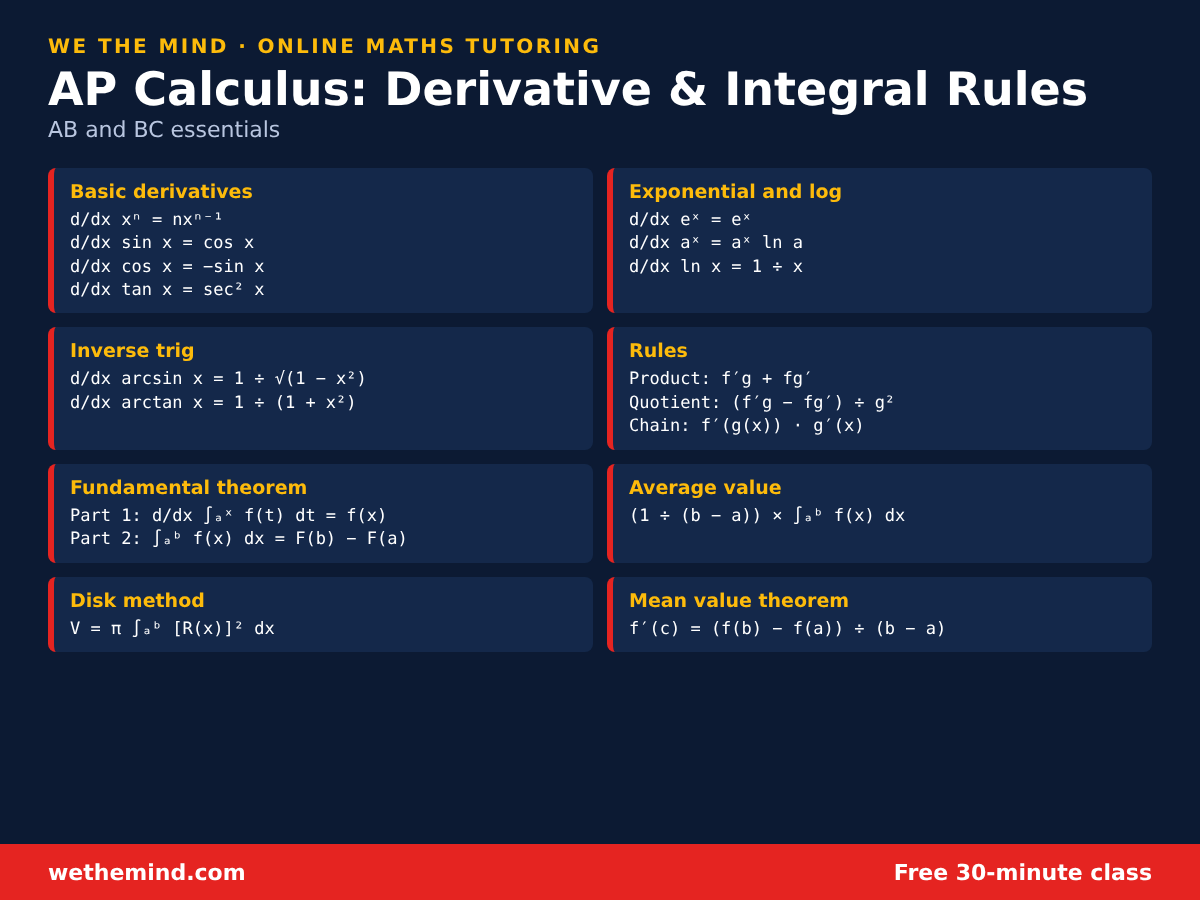 WE THE MIND · ONLINE MATHS TUTORING
AP Calculus: Derivative & Integral Rules
AB and BC essentials
Basic derivatives
d/dx xⁿ = nxⁿ⁻¹
d/dx sin x = cos x
d/dx cos x = −sin x
d/dx tan x = sec² x
Exponential and log
d/dx eˣ = eˣ
d/dx aˣ = aˣ ln a
d/dx ln x = 1 ÷ x
Inverse trig
d/dx arcsin x = 1 ÷ √(1 − x²)
d/dx arctan x = 1 ÷ (1 + x²)
Rules
Product: f′g + fg′
Quotient: (f′g − fg′) ÷ g²
Chain: f′(g(x)) · g′(x)
Fundamental theorem
Part 1: d/dx ∫ₐˣ f(t) dt = f(x)
Part 2: ∫ₐᵇ f(x) dx = F(b) − F(a)
Average value
(1 ÷ (b − a)) × ∫ₐᵇ f(x) dx
Disk method
V = π ∫ₐᵇ [R(x)]² dx
Mean value theorem
f′(c) = (f(b) − f(a)) ÷ (b − a)
wethemind.com
Free 30-minute class